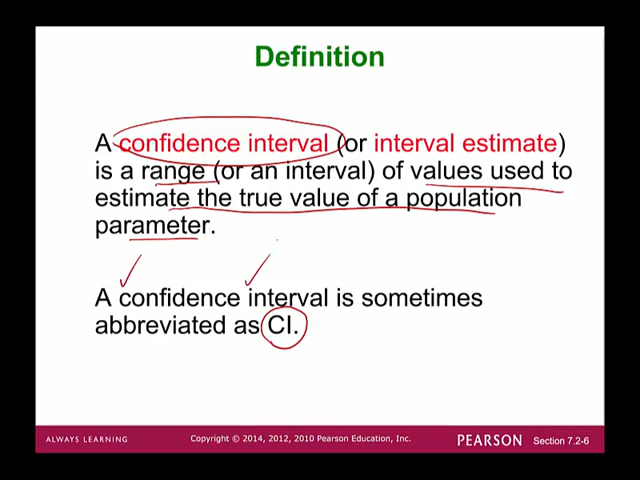 Definition
A confidence interval (or interval estimate)
is a range (or an interval) of values used to
estimate the true value of a population
parameter.
A confidence interval is sometimes
abbreviated as CI.
ALWAYS LEARNING
Copyright © 2014, 2012, 2010 Pearson Education, Inc.
PEARSON
Section 7.2-6